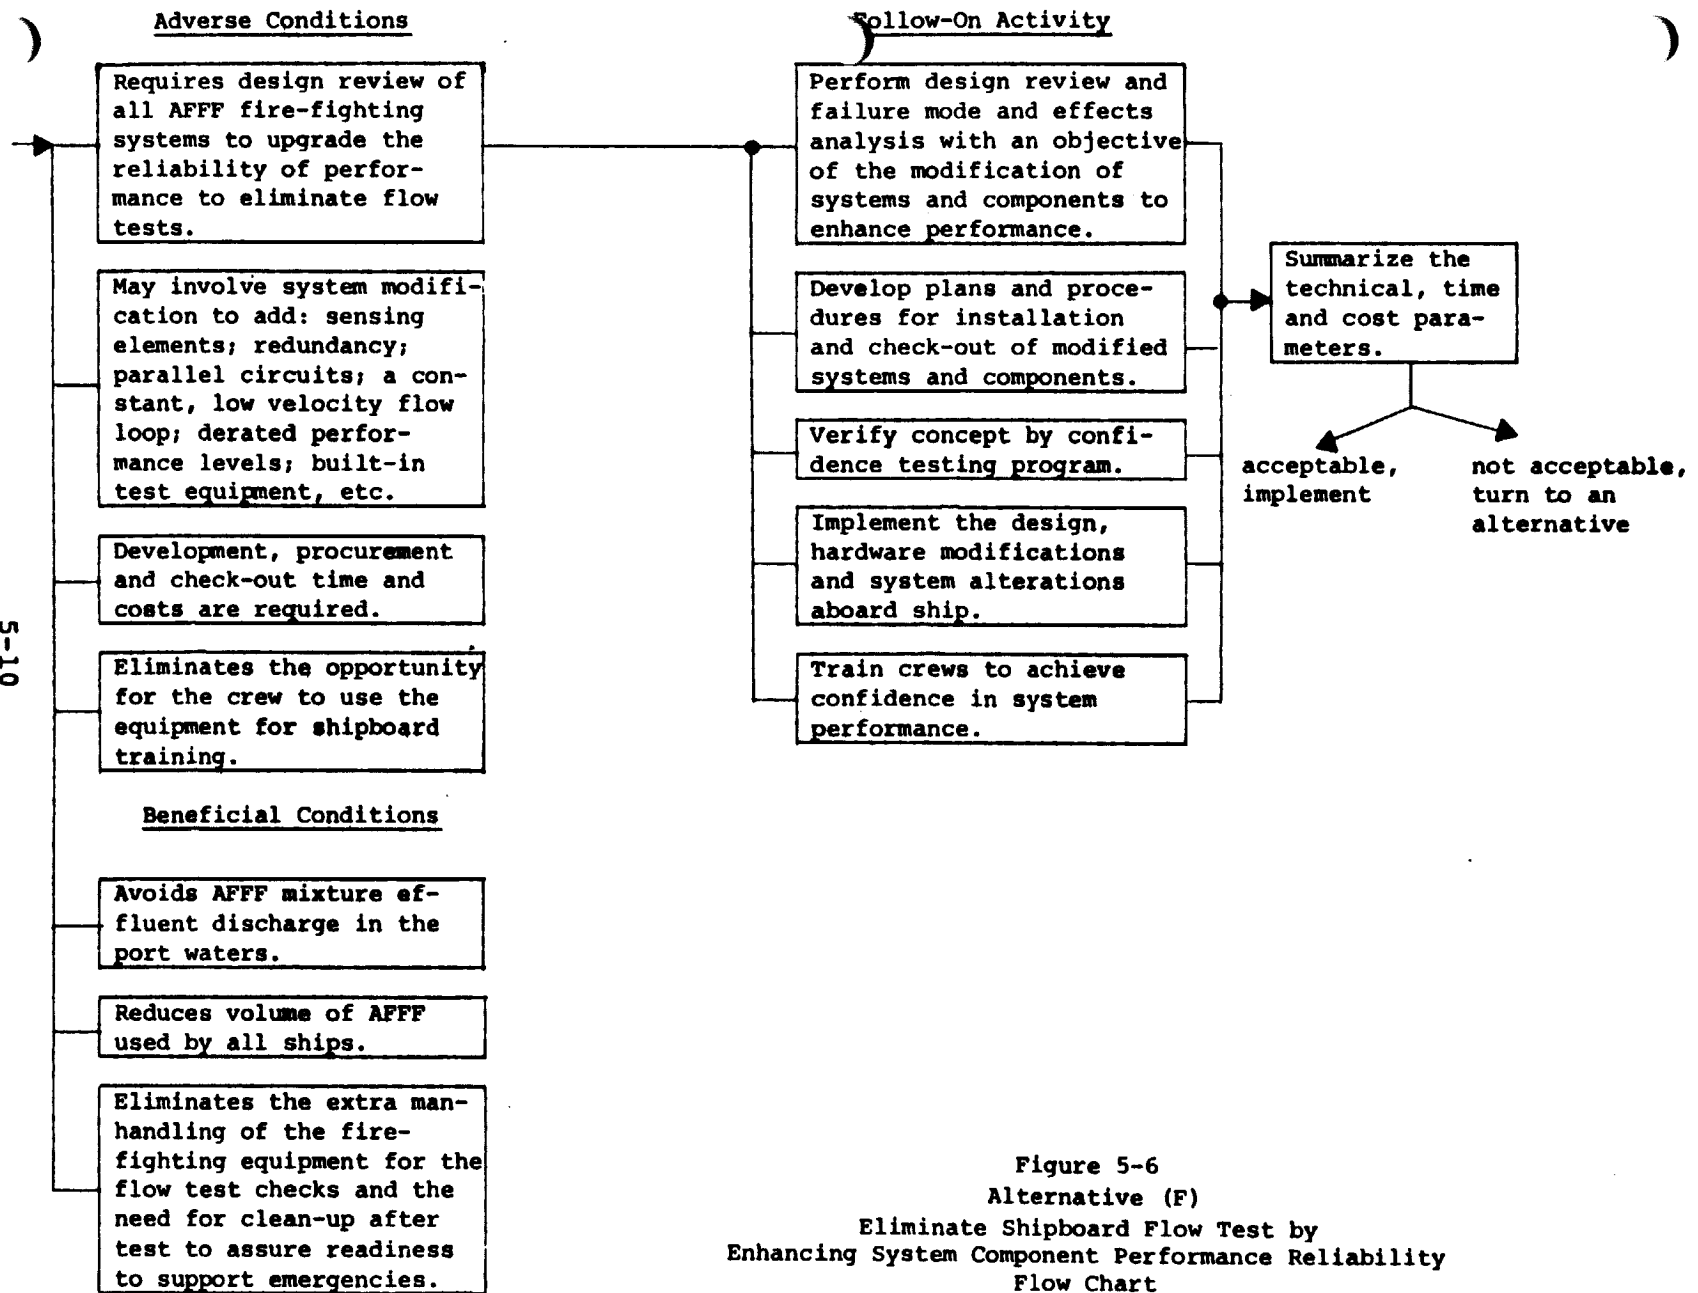 Adverse Conditions
Requires design review of
all AFFF fire-fighting
systems to upgrade the
reliability of perfor-
mance to eliminate flow
tests.
May involve system modifi-
cation to add: sensing
elements; redundancy;
parallel circuits; a con-
stant, low velocity flow
loop; derated perfor-
mance levels; built-in
test equipment, etc.
Development, procurement
and check-out time and
costs are required.
Eliminates the opportunity
for the crew to use the
equipment for shipboard
training.
Beneficial Conditions
Avoids AFFF mixture ef-
fluent discharge in the
port waters.
Reduces volume of AFFF
used by all ships.
Eliminates the extra man-
handling of the fire-
fighting equipment for the
flow test checks and the
need for clean-up after
test to assure readiness
to support emergencies.
Follow-On Activity
Perform design review and
failure mode and effects
analysis with an objective
of the modification of
systems and components to
enhance performance.
Develop plans and proce-
dures for installation
and check-out of modified
systems and components.
Verify concept by confi-
dence testing program.
Implement the design,
hardware modifications
and system alterations
aboard ship.
Train crews to achieve
confidence in system
performance.
Summarize the
technical, time
and cost para-
meters.
acceptable,
implement
not acceptable,
turn to an
alternative
5-10
Figure 5-6
Alternative (F)
Eliminate Shipboard Flow Test by
Enhancing System Component Performance Reliability
Flow Chart